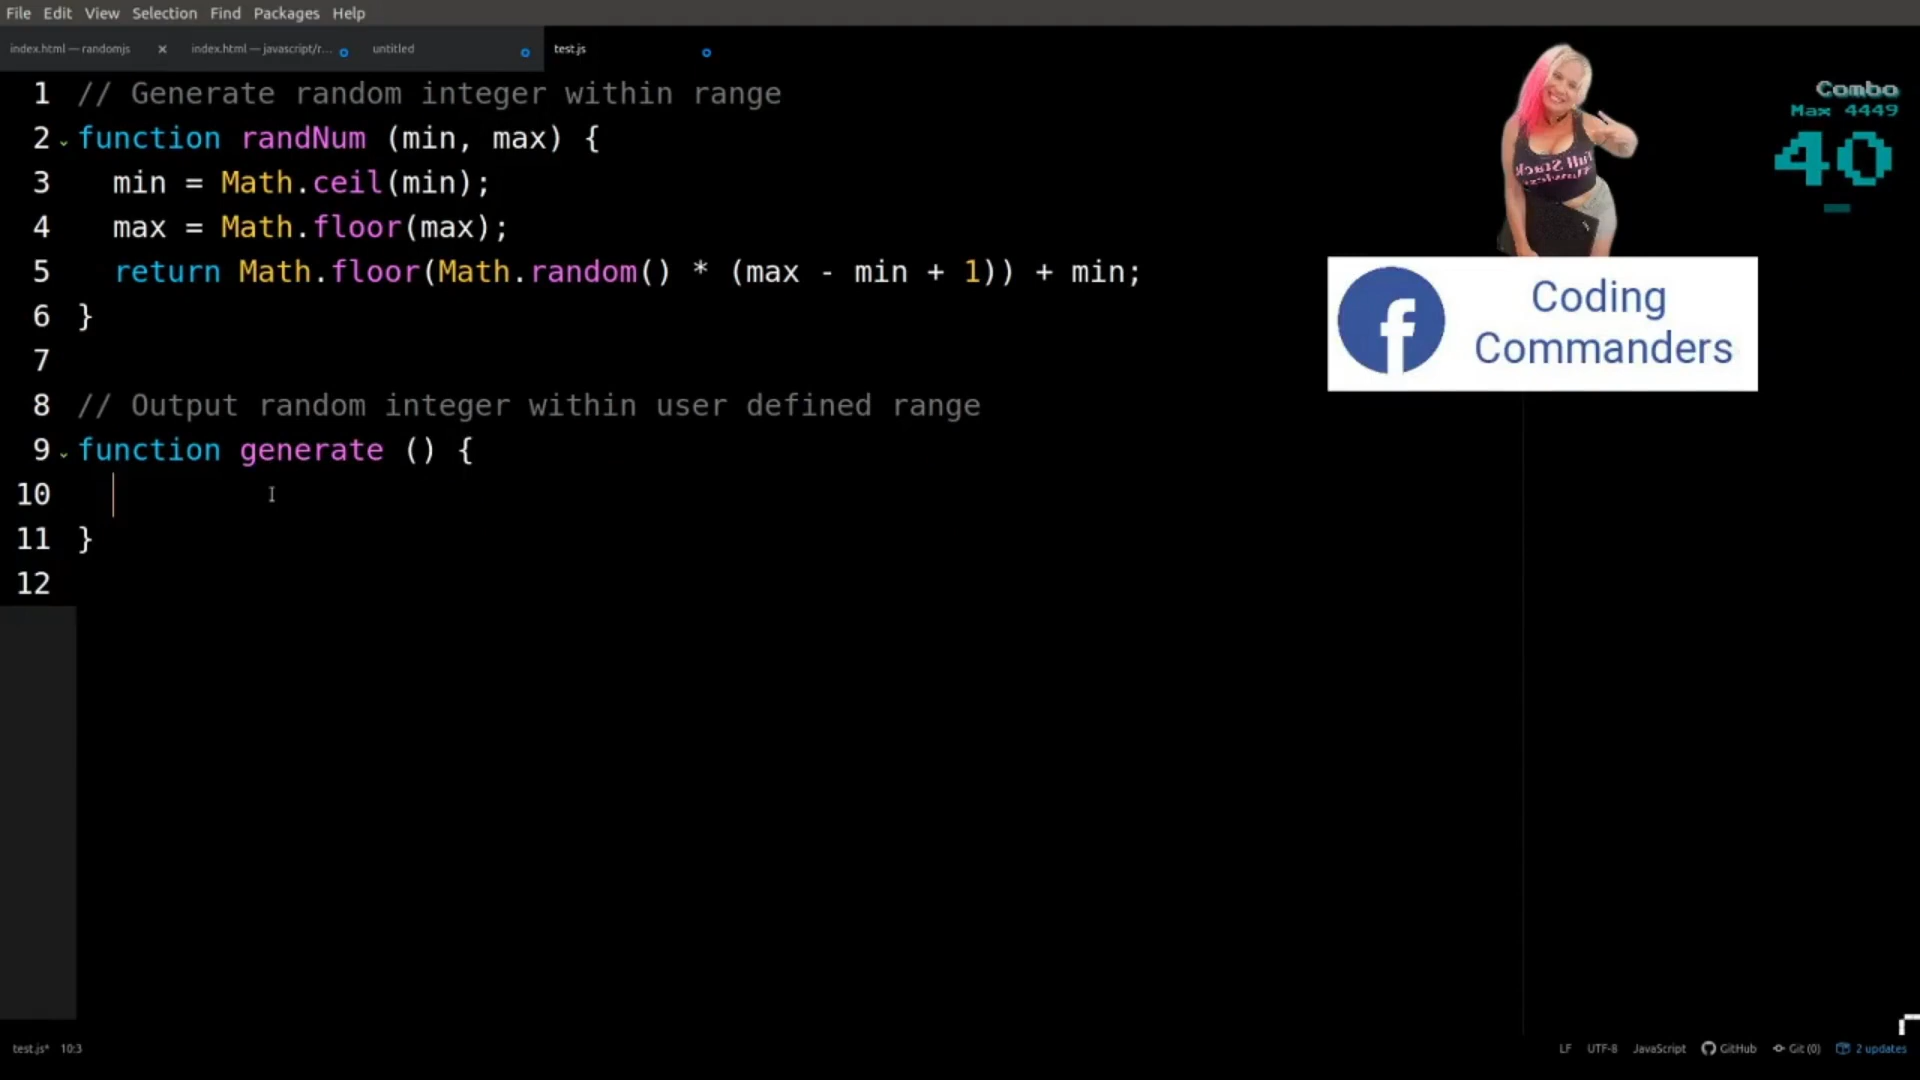 File Edit View Selection Find Packages Help
index.html — randomjs index.html — javascript/r... untitled test.js
1 // Generate random integer within range
2 function randNum (min, max) {
3 min = Math.ceil(min);
4 max = Math.floor(max);
5 return Math.floor(Math.random() * (max - min + 1)) + min;
6 }
7
8 // Output random integer within user defined range
9 function generate () {
10
11 }
12
Combo
Max 4449
40
Full Stack
Coding
Commanders
test.js* 10:3 LF UTF-8 JavaScript GitHub Git (0) 2 updates